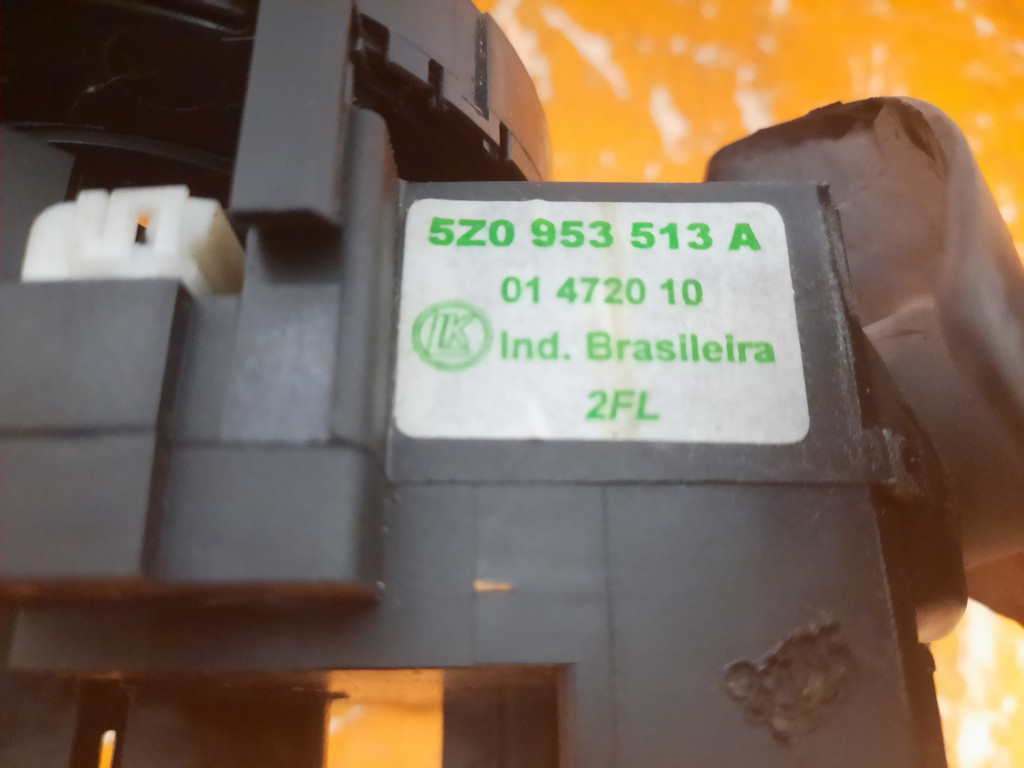 5Z0 953 513 A
01 4720 10
LK Ind. Brasileira
2FL